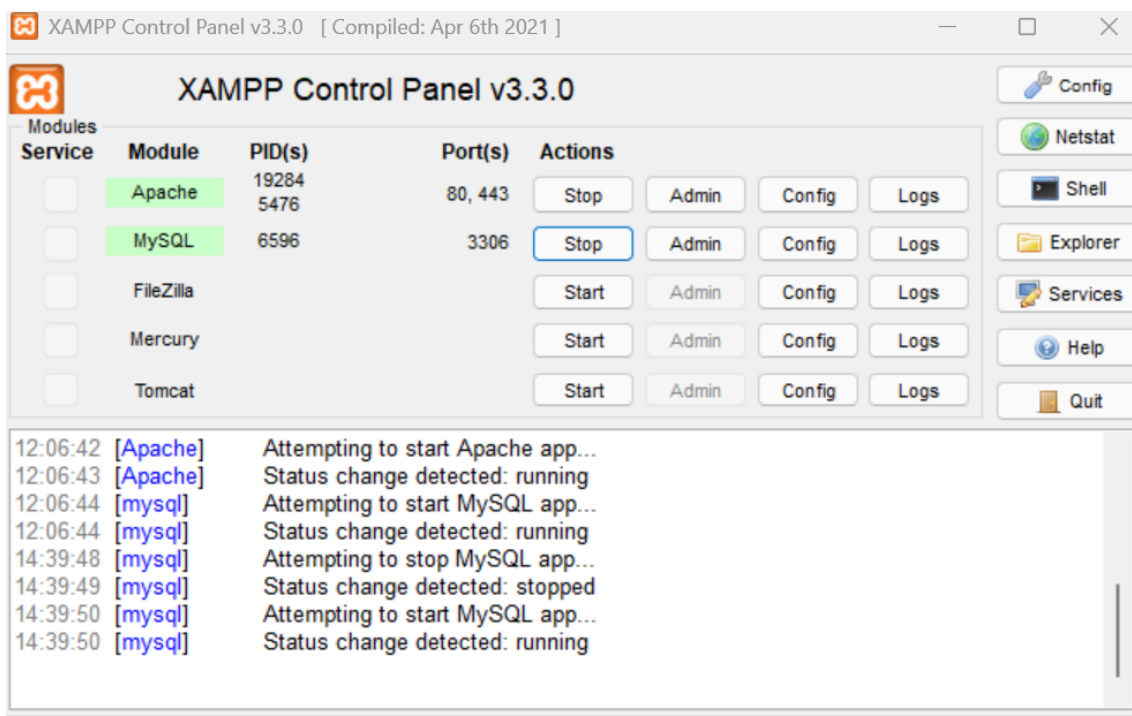 XAMPP Control Panel v3.3.0 [ Compiled: Apr 6th 2021 ]
XAMPP Control Panel v3.3.0
Config
Modules
Service Module PID(s) Port(s) Actions
Netstat
Apache 19284 80, 443 Stop Admin Config Logs
5476
Shell
MySQL 6596 3306 Stop Admin Config Logs
Explorer
FileZilla Start Admin Config Logs
Services
Mercury Start Admin Config Logs
Help
Tomcat Start Admin Config Logs
Quit
12:06:42 [Apache] Attempting to start Apache app...
12:06:43 [Apache] Status change detected: running
12:06:44 [mysql] Attempting to start MySQL app...
12:06:44 [mysql] Status change detected: running
14:39:48 [mysql] Attempting to stop MySQL app...
14:39:49 [mysql] Status change detected: stopped
14:39:50 [mysql] Attempting to start MySQL app...
14:39:50 [mysql] Status change detected: running